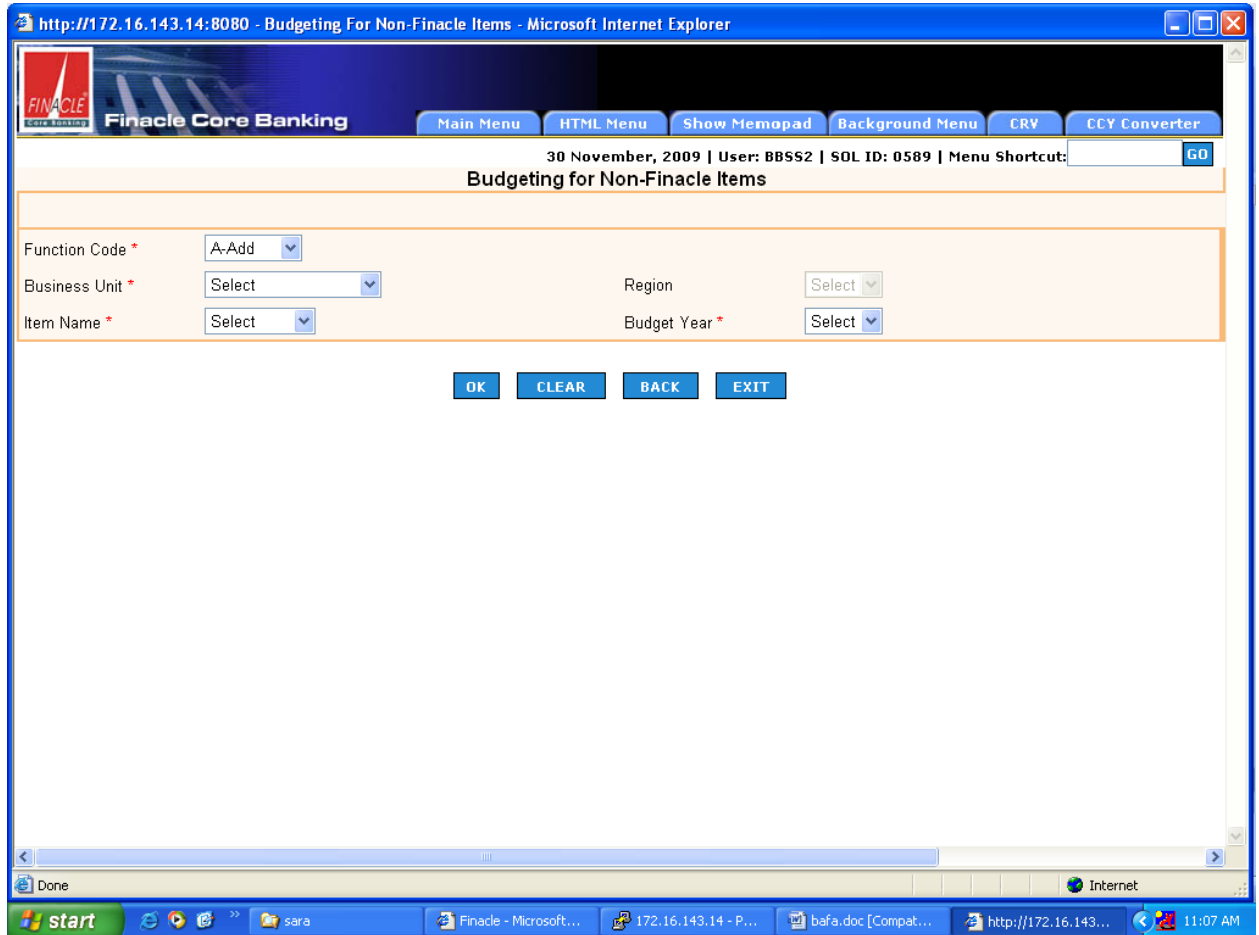 http://172.16.143.14:8080 - Budgeting For Non-Finacle Items - Microsoft Internet Explorer
FINACLE
Core Banking
Finacle Core Banking
Main Menu HTML Menu Show Memopad Background Menu CRV CCY Converter
30 November, 2009 | User: BBSS2 | SOL ID: 0589 | Menu Shortcut: GO
Budgeting for Non-Finacle Items
Function Code * A-Add
Business Unit * Select Region Select
Item Name * Select Budget Year * Select
OK CLEAR BACK EXIT
Done Internet
start sara Finacle - Microsoft... 172.16.143.14 - P... bafa.doc [Compat... http://172.16.143... 11:07 AM